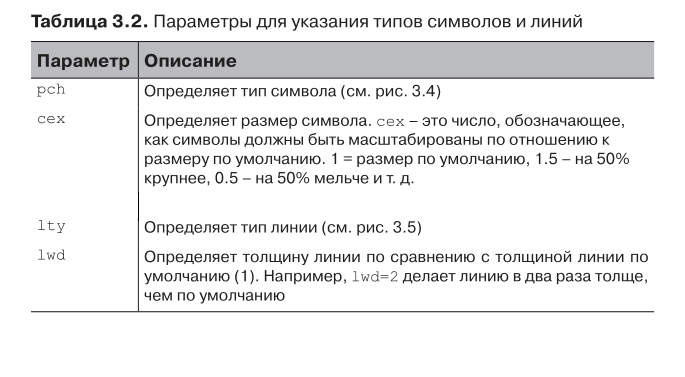 Таблица 3.2. Параметры для указания типов символов и линий
Параметр Описание
pch Определяет тип символа (см. рис. 3.4)
cex Определяет размер символа. cex – это число, обозначающее,
как символы должны быть масштабированы по отношению к
размеру по умолчанию. 1 = размер по умолчанию, 1.5 – на 50%
крупнее, 0.5 – на 50% мельче и т. д.
lty Определяет тип линии (см. рис. 3.5)
lwd Определяет толщину линии по сравнению с толщиной линии по
умолчанию (1). Например, lwd=2 делает линию в два раза толще,
чем по умолчанию